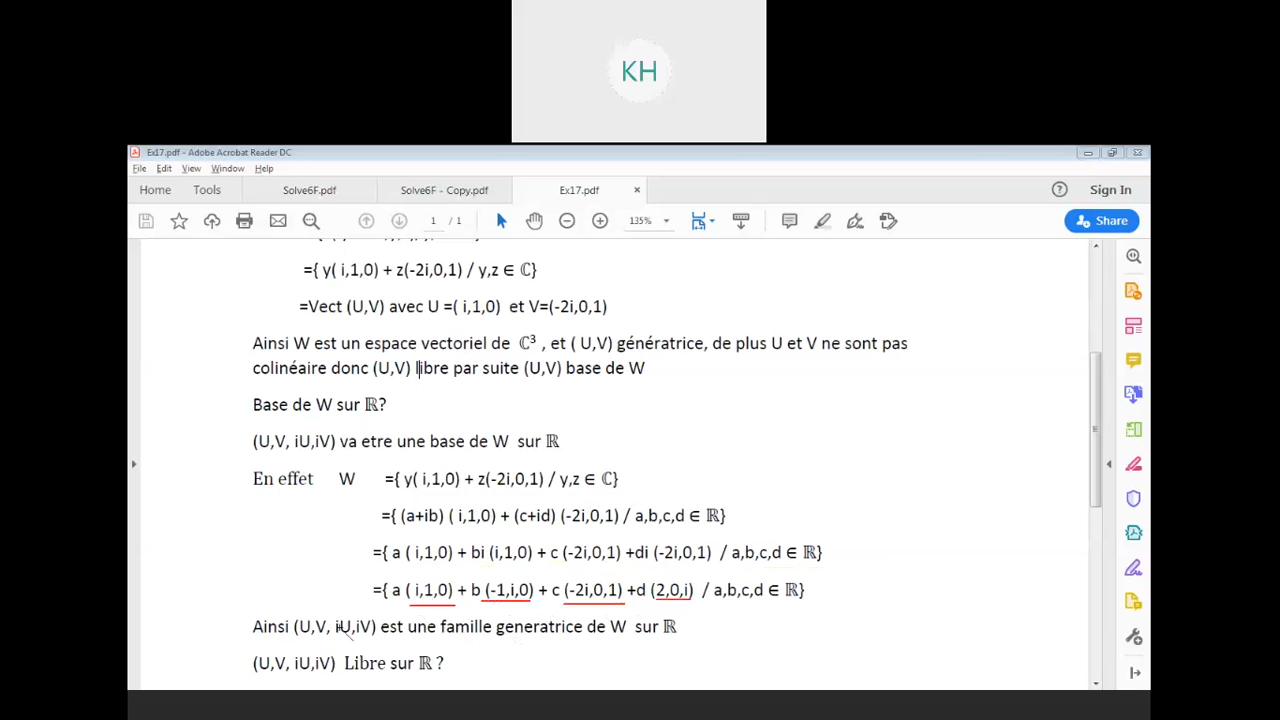 KH
Ex17.pdf - Adobe Acrobat Reader DC
File Edit View Window Help
Home Tools Solve6F.pdf Solve6F - Copy.pdf Ex17.pdf × Sign In
1 / 1 135% Share
={ y( i,1,0) + z(-2i,0,1) / y,z ∈ ℂ}
=Vect (U,V) avec U =( i,1,0) et V=(-2i,0,1)
Ainsi W est un espace vectoriel de ℂ³ , et ( U,V) génératrice, de plus U et V ne sont pas
colinéaire donc (U,V) libre par suite (U,V) base de W
Base de W sur ℝ?
(U,V, iU,iV) va etre une base de W sur ℝ
En effet W ={ y( i,1,0) + z(-2i,0,1) / y,z ∈ ℂ}
={ (a+ib) ( i,1,0) + (c+id) (-2i,0,1) / a,b,c,d ∈ ℝ}
={ a ( i,1,0) + bi (i,1,0) + c (-2i,0,1) +di (-2i,0,1) / a,b,c,d ∈ ℝ}
={ a ( i,1,0) + b (-1,i,0) + c (-2i,0,1) +d (2,0,i) / a,b,c,d ∈ ℝ}
Ainsi (U,V, iU,iV) est une famille generatrice de W sur ℝ
(U,V, iU,iV) Libre sur ℝ ?